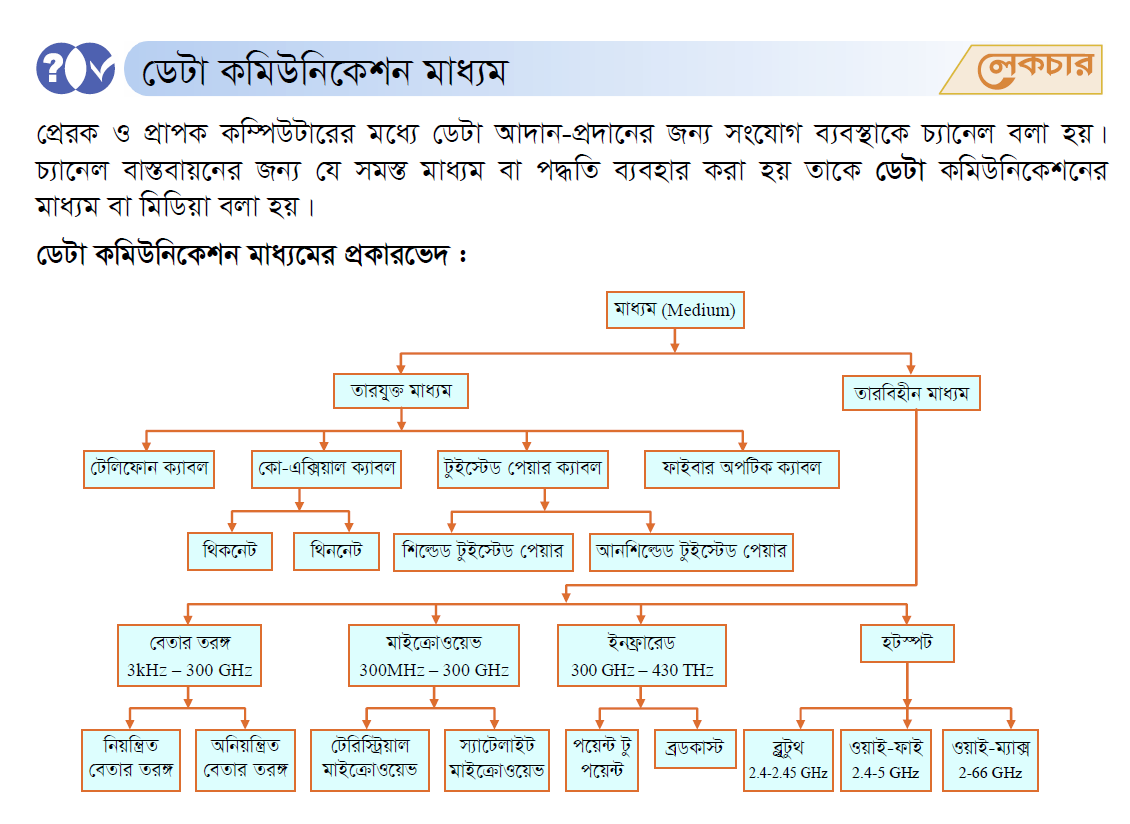 ডেটা কমিউনিকেশন মাধ্যম
লেকচার
প্রেরক ও প্রাপক কম্পিউটারের মধ্যে ডেটা আদান-প্রদানের জন্য সংযোগ ব্যবস্থাকে চ্যানেল বলা হয়।
চ্যানেল বাস্তবায়নের জন্য যে সমস্ত মাধ্যম বা পদ্ধতি ব্যবহার করা হয় তাকে ডেটা কমিউনিকেশনের
মাধ্যম বা মিডিয়া বলা হয়।
ডেটা কমিউনিকেশন মাধ্যমের প্রকারভেদ :
মাধ্যম (Medium)
তারযুক্ত মাধ্যম
তারবিহীন মাধ্যম
টেলিফোন ক্যাবল
কো-এক্সিয়াল ক্যাবল
টুইস্টেড পেয়ার ক্যাবল
ফাইবার অপটিক ক্যাবল
থিকনেট
থিননেট
শিল্ডেড টুইস্টেড পেয়ার
আনশিল্ডেড টুইস্টেড পেয়ার
বেতার তরঙ্গ
3kHz – 300 GHz
মাইক্রোওয়েভ
300MHz – 300 GHz
ইনফ্রারেড
300 GHz – 430 THz
হটস্পট
নিয়ন্ত্রিত
বেতার তরঙ্গ
অনিয়ন্ত্রিত
বেতার তরঙ্গ
টেরিস্ট্রিয়াল
মাইক্রোওয়েভ
স্যাটেলাইট
মাইক্রোওয়েভ
পয়েন্ট টু
পয়েন্ট
ব্রডকাস্ট
ব্লুটুথ
2.4-2.45 GHz
ওয়াই-ফাই
2.4-5 GHz
ওয়াই-ম্যাক্স
2-66 GHz